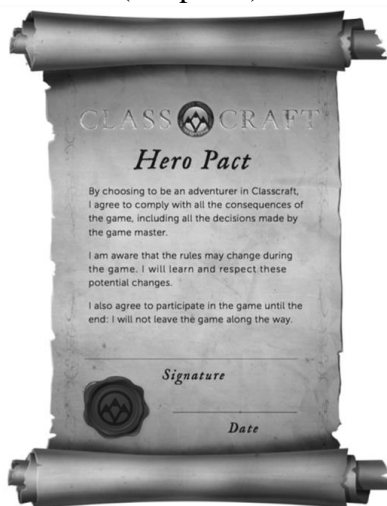 CLASS CRAFT
Hero Pact
By choosing to be an adventurer in Classcraft,
I agree to comply with all the consequences of
the game, including all the decisions made by
the game master.
I am aware that the rules may change during
the game. I will learn and respect these
potential changes.
I also agree to participate in the game until the
end: I will not leave the game along the way.
Signature
Date